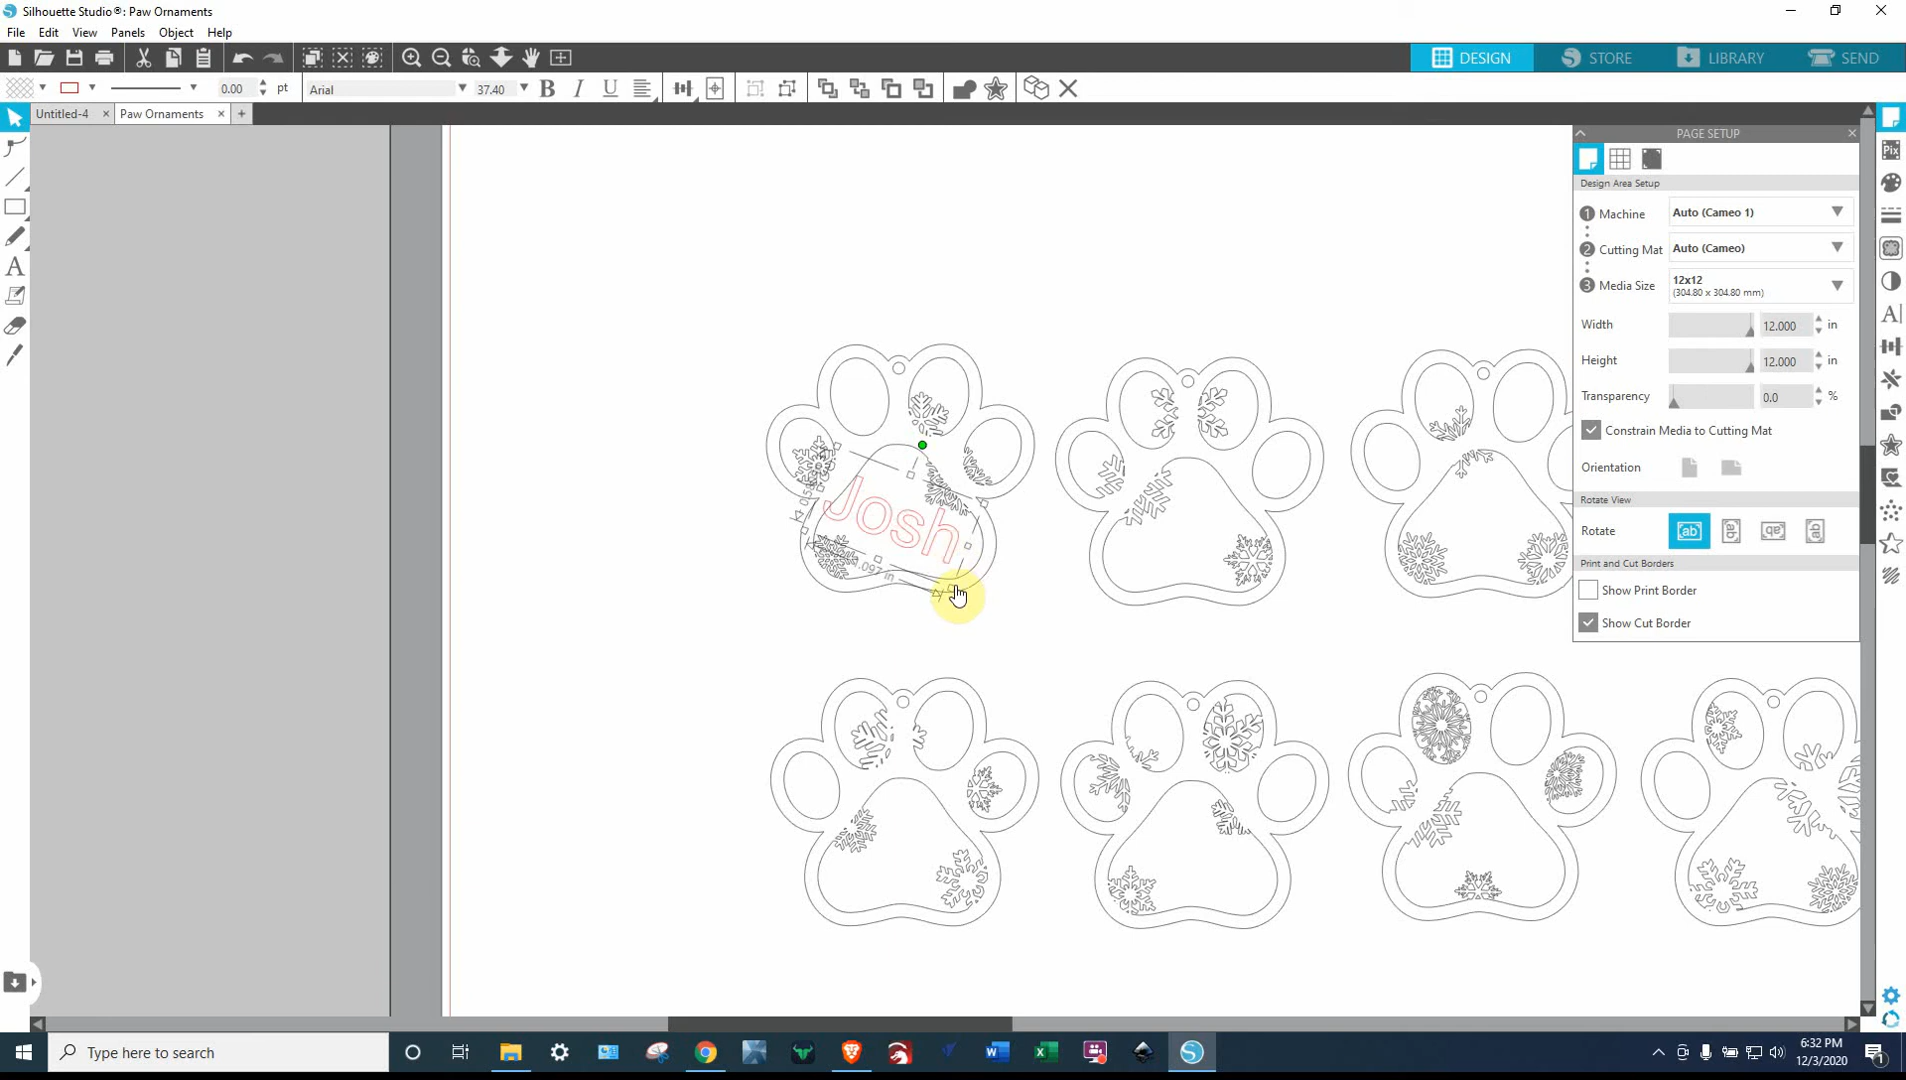 Silhouette Studio®: Paw Ornaments
File Edit View Panels Object Help
DESIGN STORE LIBRARY SEND
0.00 pt Arial 37.40 B I U
Untitled-4 × Paw Ornaments × +
PAGE SETUP
Design Area Setup
1 Machine Auto (Cameo 1)
2 Cutting Mat Auto (Cameo)
3 Media Size 12x12
(304.80 x 304.80 mm)
Width 12.000 in
Height 12.000 in
Transparency 0.0 %
Constrain Media to Cutting Mat
Orientation
Rotate View
Rotate
Print and Cut Borders
Show Print Border
Show Cut Border
Josh
Type here to search
6:32 PM
12/3/2020